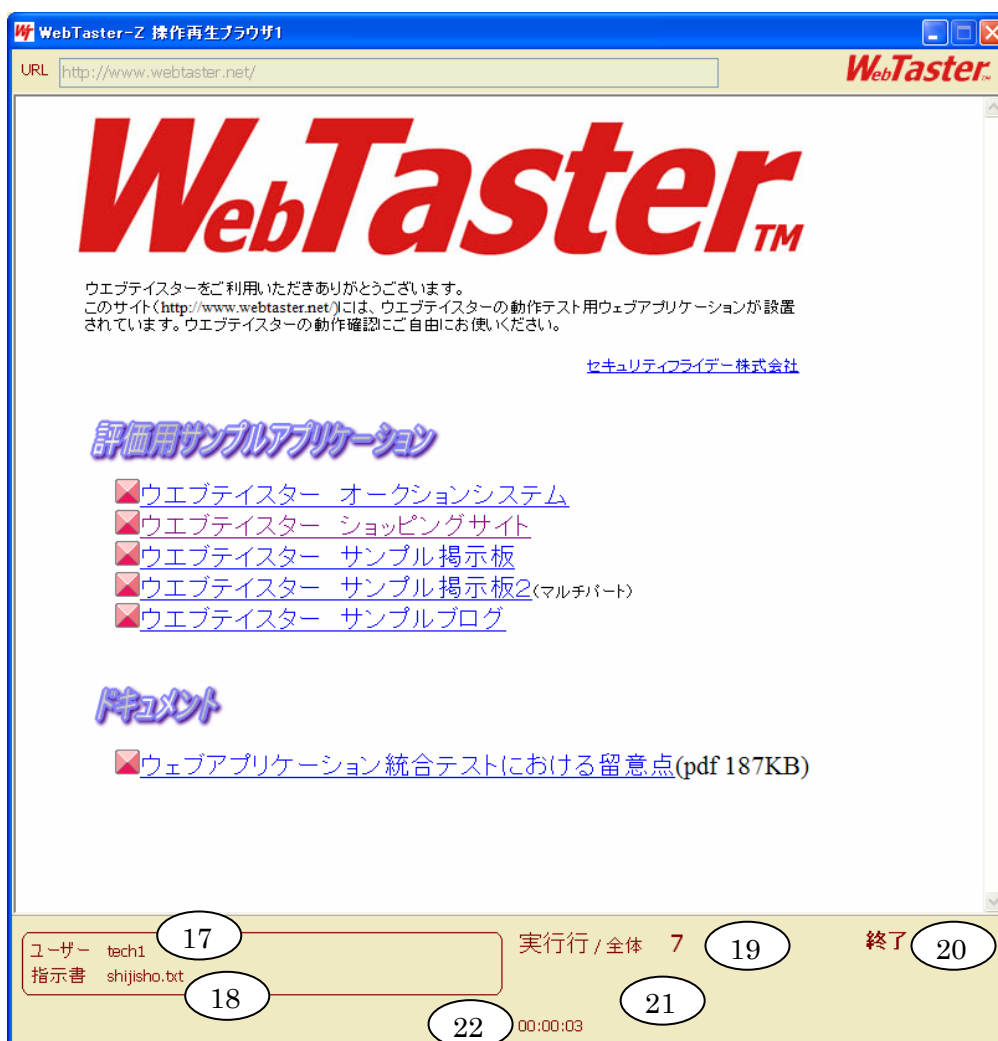 WebTaster-Z 操作再生ブラウザ1
URL http://www.webtaster.net/
WebTaster™
WebTaster™
ウエブテイスターをご利用いただきありがとうございます。
このサイト(http://www.webtaster.net/)には、ウエブテイスターの動作テスト用ウェブアプリケーションが設置
されています。ウエブテイスターの動作確認にご自由にお使いください。
セキュリティフライデー株式会社
評価用サンプルアプリケーション
ウエブテイスター オークションシステム
ウエブテイスター ショッピングサイト
ウエブテイスター サンプル掲示板
ウエブテイスター サンプル掲示板2(マルチパート)
ウエブテイスター サンプルブログ
ドキュメント
ウェブアプリケーション統合テストにおける留意点(pdf 187KB)
ユーザー tech1 17
指示書 shijisho.txt
18
実行行 / 全体 7 19
終了 20
21
22 00:00:03